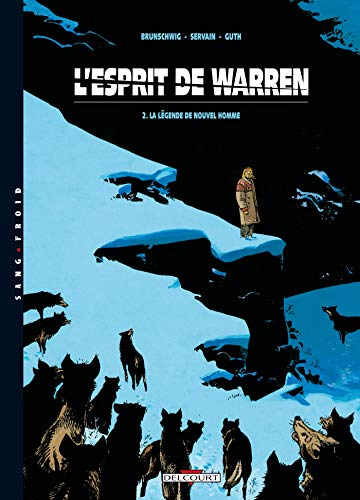 BRUNSCHWIG - SERVAIN - GUTH
L'ESPRIT DE WARREN
2. LA LÉGENDE DE NOUVEL HOMME
SANG • FROID
DELCOURT